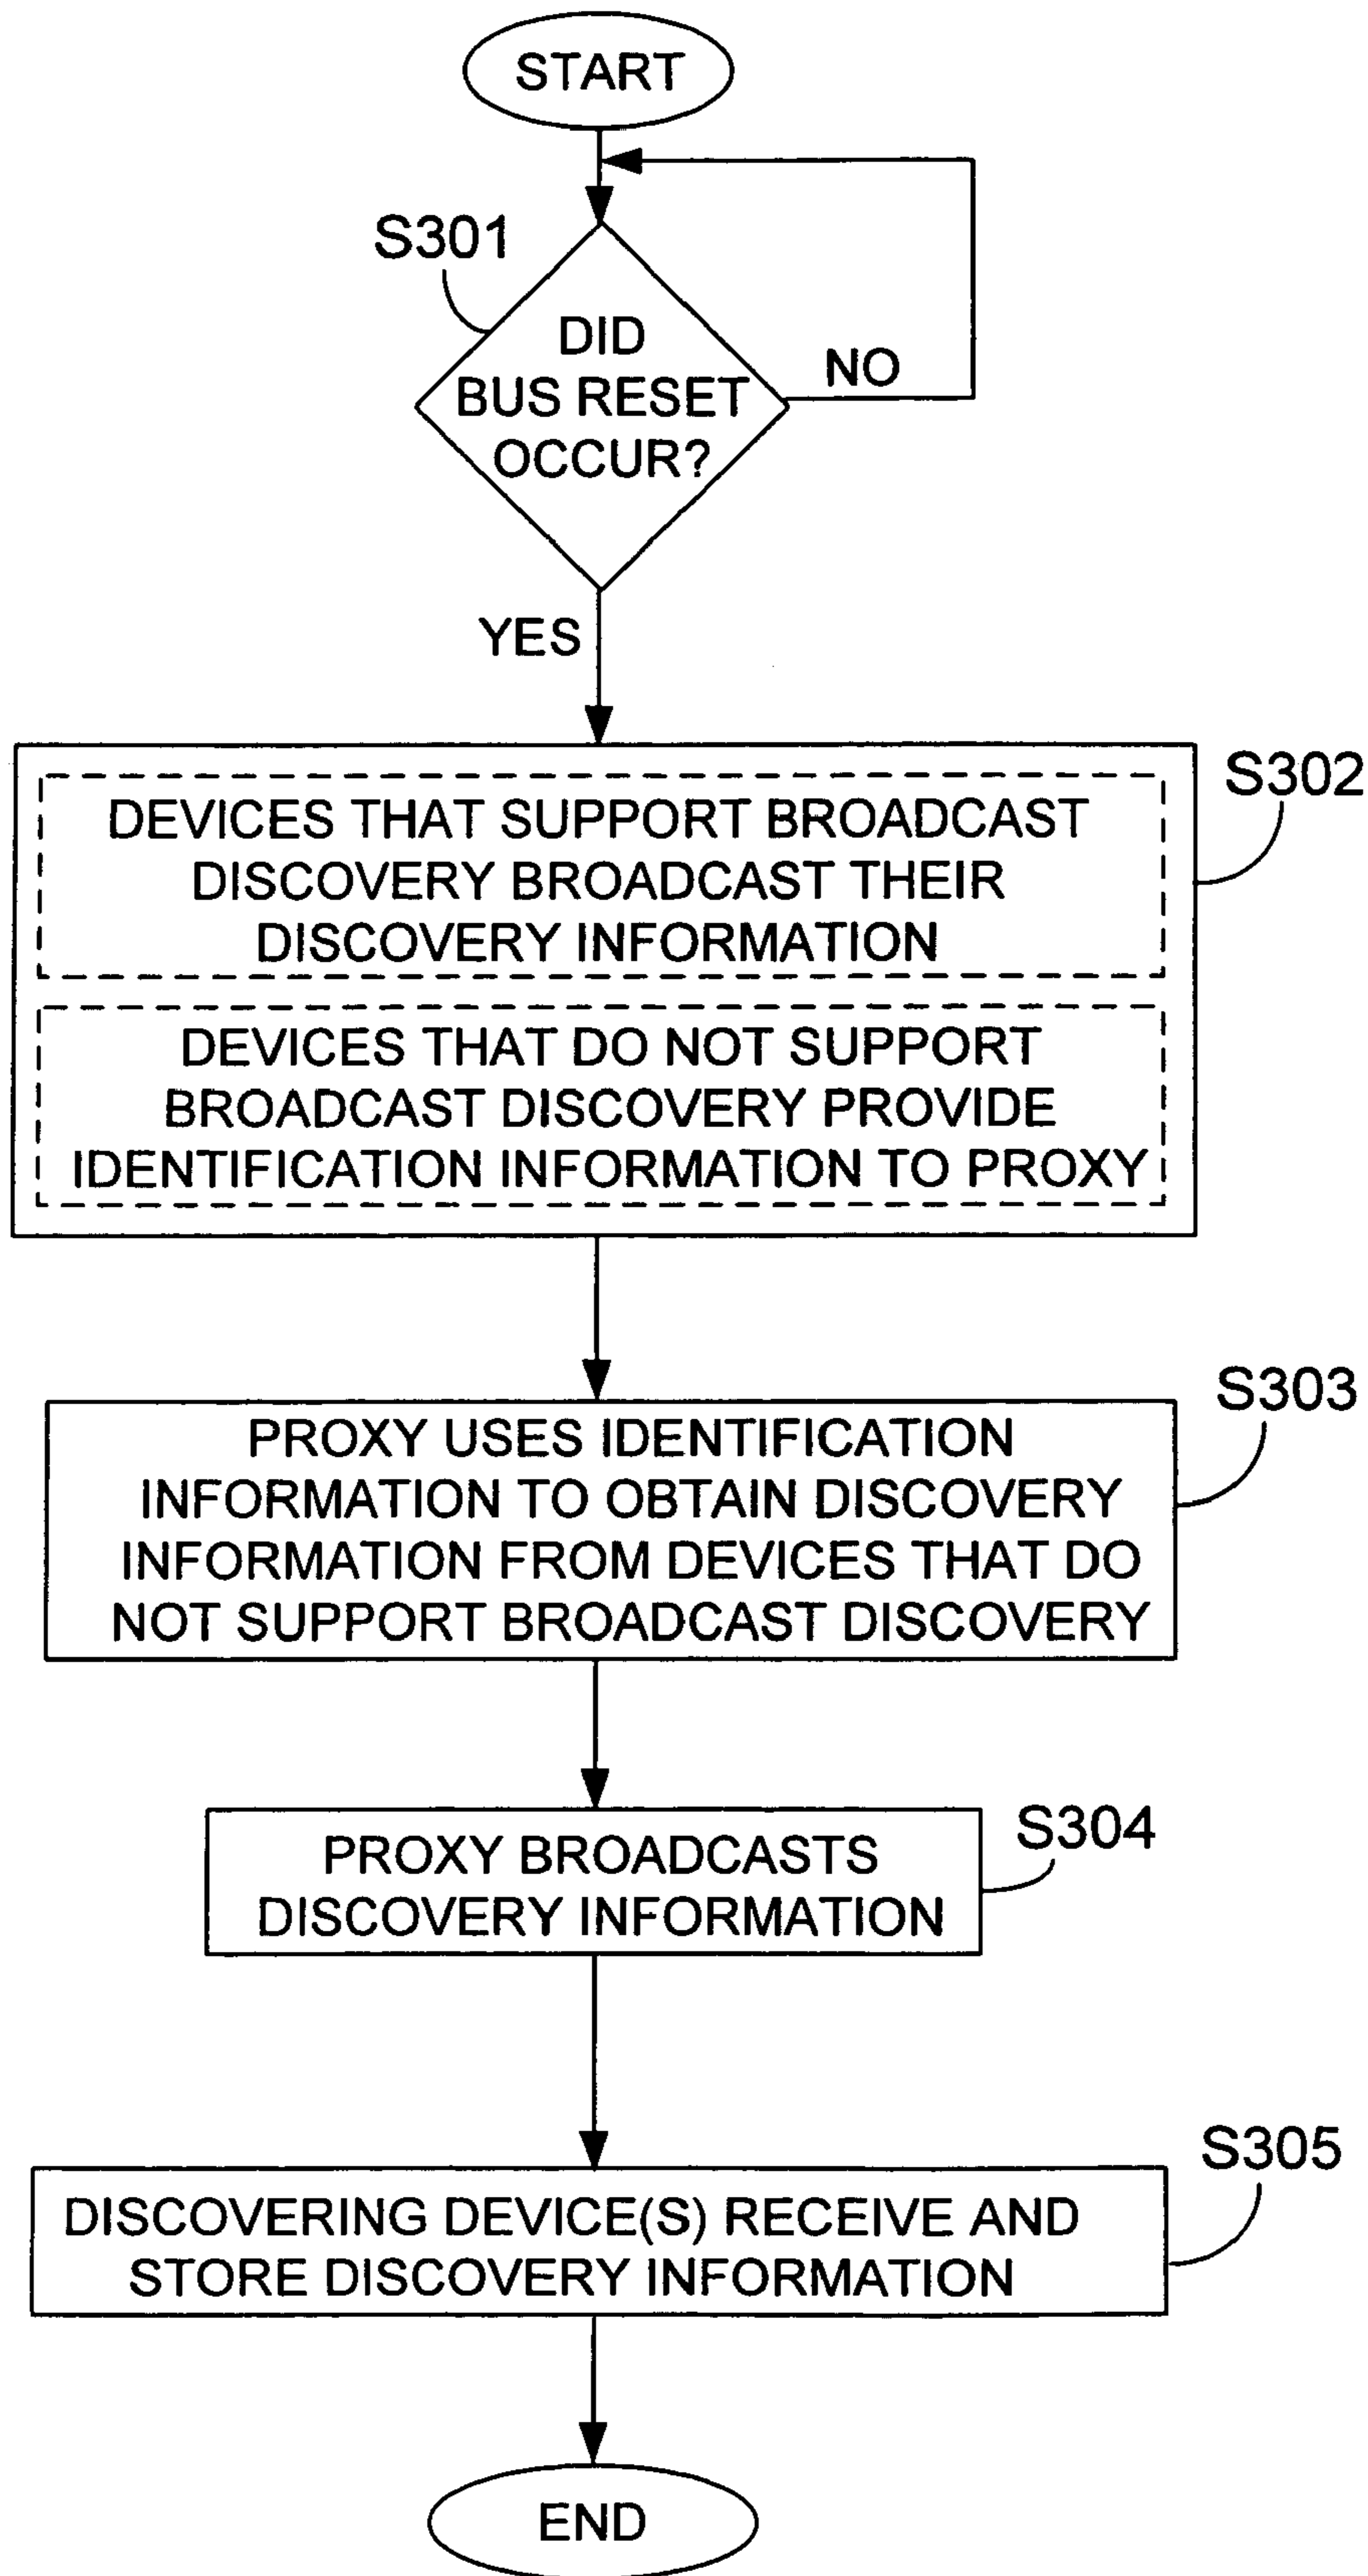 START
S301
DID
BUS RESET
OCCUR?
NO
YES
S302
DEVICES THAT SUPPORT BROADCAST
DISCOVERY BROADCAST THEIR
DISCOVERY INFORMATION
DEVICES THAT DO NOT SUPPORT
BROADCAST DISCOVERY PROVIDE
IDENTIFICATION INFORMATION TO PROXY
S303
PROXY USES IDENTIFICATION
INFORMATION TO OBTAIN DISCOVERY
INFORMATION FROM DEVICES THAT DO
NOT SUPPORT BROADCAST DISCOVERY
S304
PROXY BROADCASTS
DISCOVERY INFORMATION
S305
DISCOVERING DEVICE(S) RECEIVE AND
STORE DISCOVERY INFORMATION
END